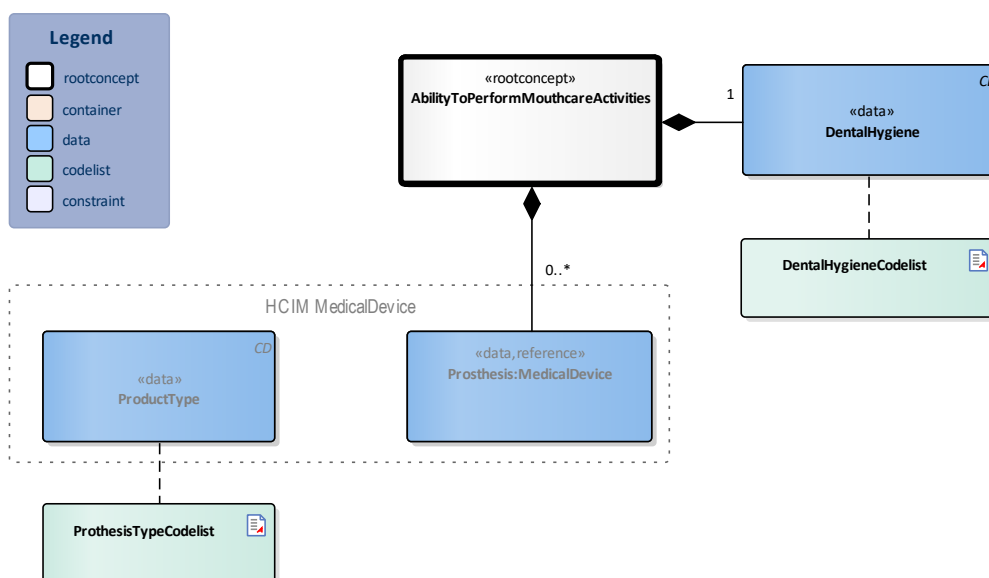 Legend
rootconcept
container
data
codelist
constraint
«rootconcept»
AbilityToPerformMouthcareActivities
1
«data»
DentalHygiene
DentalHygieneCodelist
0..*
HCIM MedicalDevice
CD
«data»
ProductType
«data,reference»
Prosthesis:MedicalDevice
ProthesisTypeCodelist